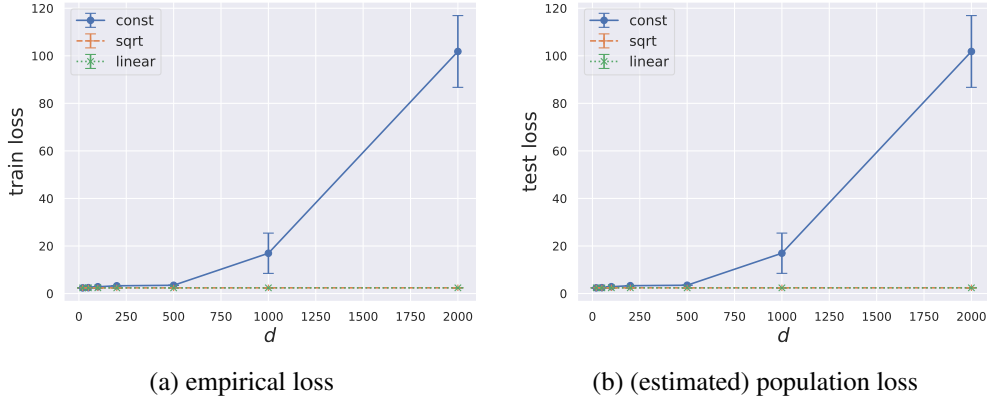 120
100
80
60
40
20
0
train loss
const
sqrt
linear
0 250 500 750 1000 1250 1500 1750 2000
d
(a) empirical loss
120
100
80
60
40
20
0
test loss
const
sqrt
linear
0 250 500 750 1000 1250 1500 1750 2000
d
(b) (estimated) population loss